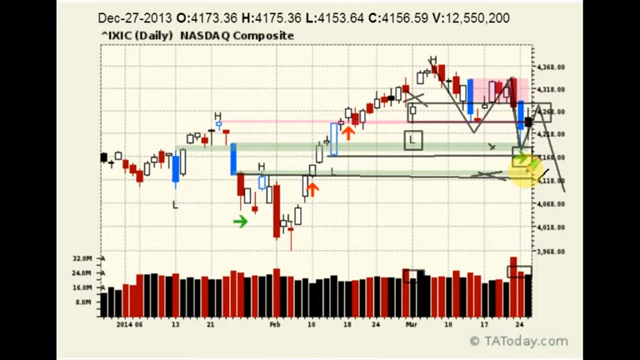 Dec-27-2013 O:4173.36 H:4175.36 L:4153.64 C:4156.59 V:12,550,200
^IXIC (Daily) NASDAQ Composite
4,368.00
4,318.00
4,268.00
4,218.00
4,168.00
4,118.00
4,068.00
4,018.00
3,968.00
H
H
H
L
L
L
L
32.0M
24.0M
16.0M
8.0M
2014 06 13 21 Feb 10 18 24 Mar 10 17 24
© TAToday.com